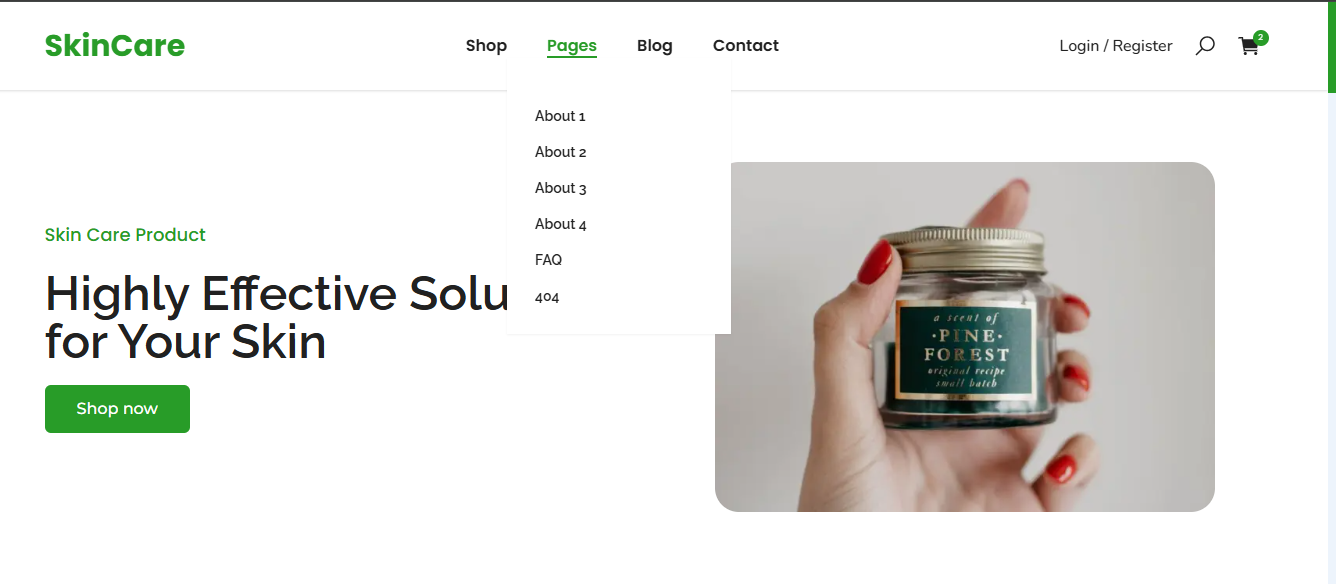 SkinCare
Shop Pages Blog Contact
Login / Register
2
About 1
About 2
About 3
About 4
FAQ
404
Skin Care Product
Highly Effective Solu
for Your Skin
Shop now
a scent of
·PINE·
FOREST
original recipe
small batch